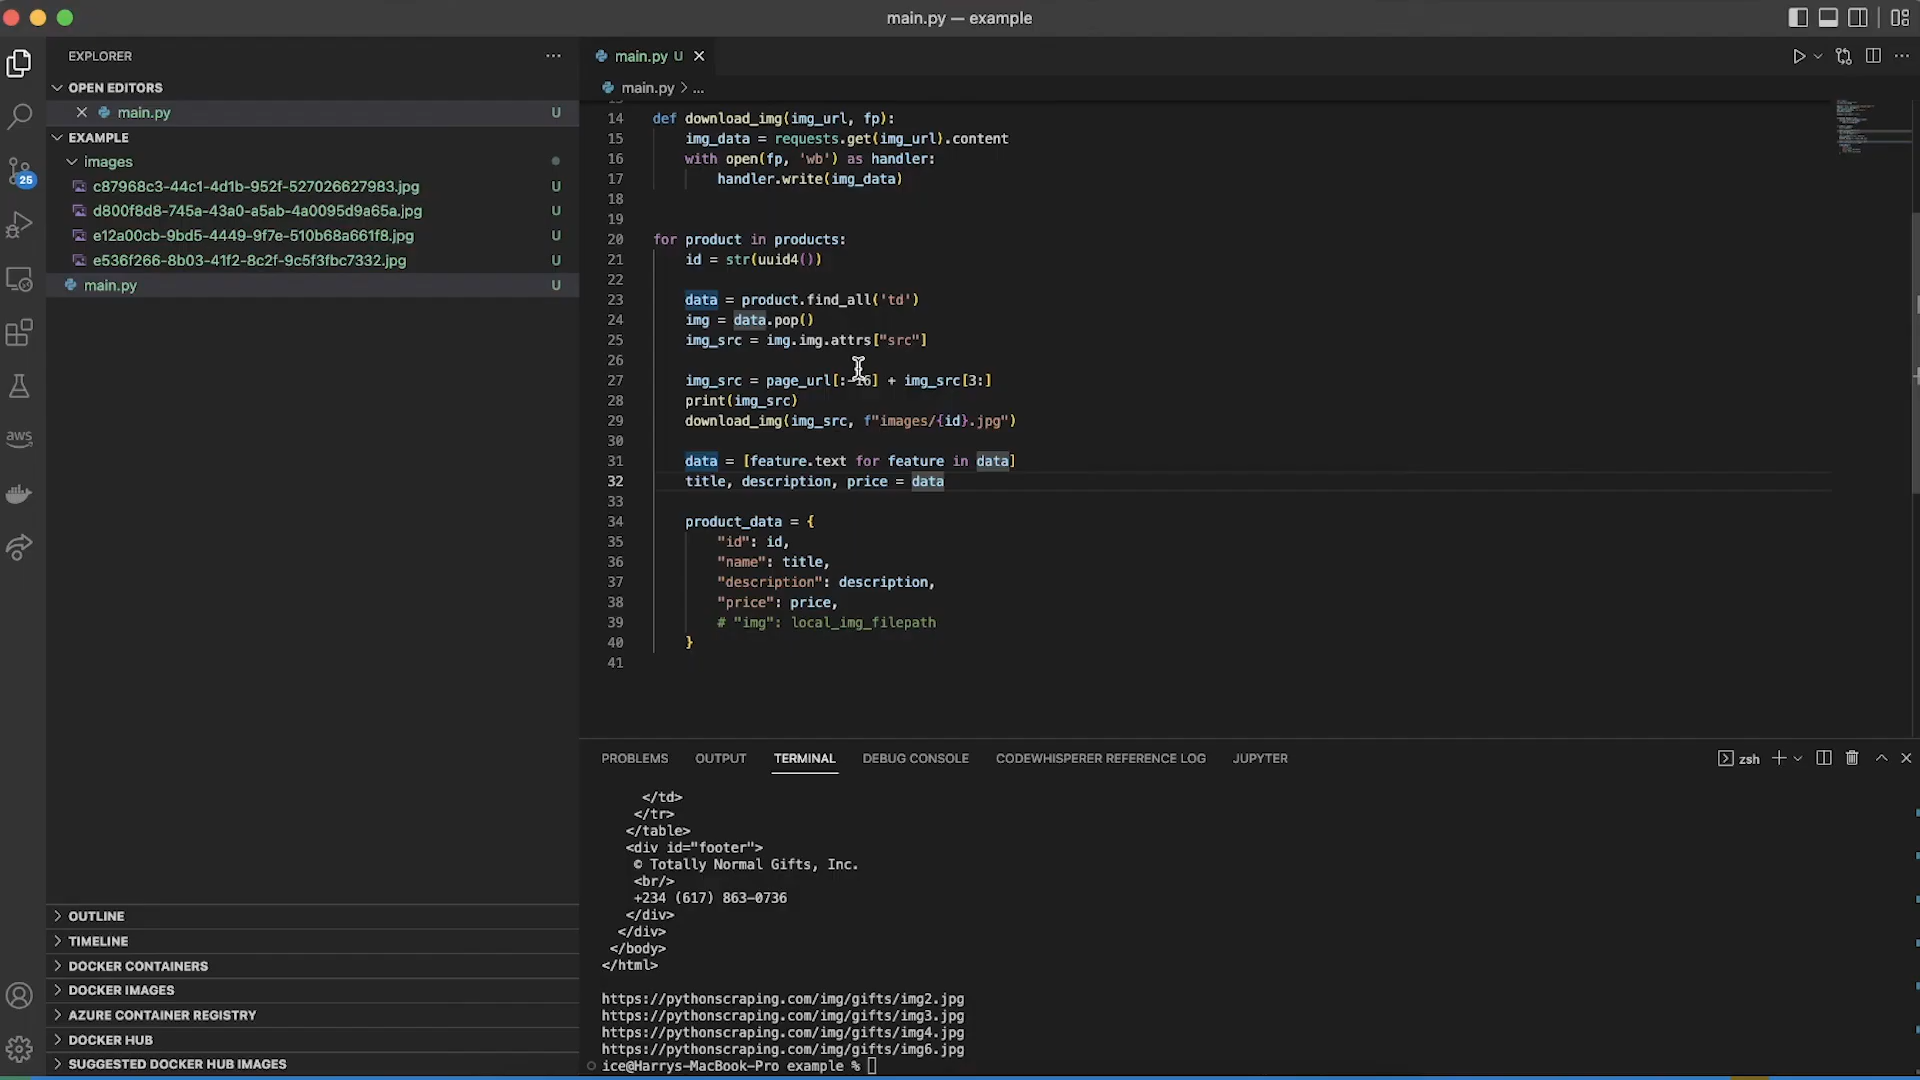 main.py — example
EXPLORER
OPEN EDITORS
main.py U
EXAMPLE
images
c87968c3-44c1-4d1b-952f-527026627983.jpg U
d800f8d8-745a-43a0-a5ab-4a0095d9a65a.jpg U
e12a00cb-9bd5-4449-9f7e-510b68a661f8.jpg U
e536f266-8b03-41f2-8c2f-9c5f3fbc7332.jpg U
main.py U
25
aws
OUTLINE
TIMELINE
DOCKER CONTAINERS
DOCKER IMAGES
AZURE CONTAINER REGISTRY
DOCKER HUB
SUGGESTED DOCKER HUB IMAGES
main.py U
main.py > ...
14 def download_img(img_url, fp):
15 img_data = requests.get(img_url).content
16 with open(fp, 'wb') as handler:
17 handler.write(img_data)
18
19
20 for product in products:
21 id = str(uuid4())
22
23 data = product.find_all('td')
24 img = data.pop()
25 img_src = img.img.attrs["src"]
26
27 img_src = page_url[:-16] + img_src[3:]
28 print(img_src)
29 download_img(img_src, f"images/{id}.jpg")
30
31 data = [feature.text for feature in data]
32 title, description, price = data
33
34 product_data = {
35 "id": id,
36 "name": title,
37 "description": description,
38 "price": price,
39 # "img": local_img_filepath
40 }
41
PROBLEMS OUTPUT TERMINAL DEBUG CONSOLE CODEWHISPERER REFERENCE LOG JUPYTER
zsh
</td>
</tr>
</table>
<div id="footer">
© Totally Normal Gifts, Inc.
<br/>
+234 (617) 863-0736
</div>
</div>
</body>
</html>
https://pythonscraping.com/img/gifts/img2.jpg
https://pythonscraping.com/img/gifts/img3.jpg
https://pythonscraping.com/img/gifts/img4.jpg
https://pythonscraping.com/img/gifts/img6.jpg
ice@Harrys-MacBook-Pro example %